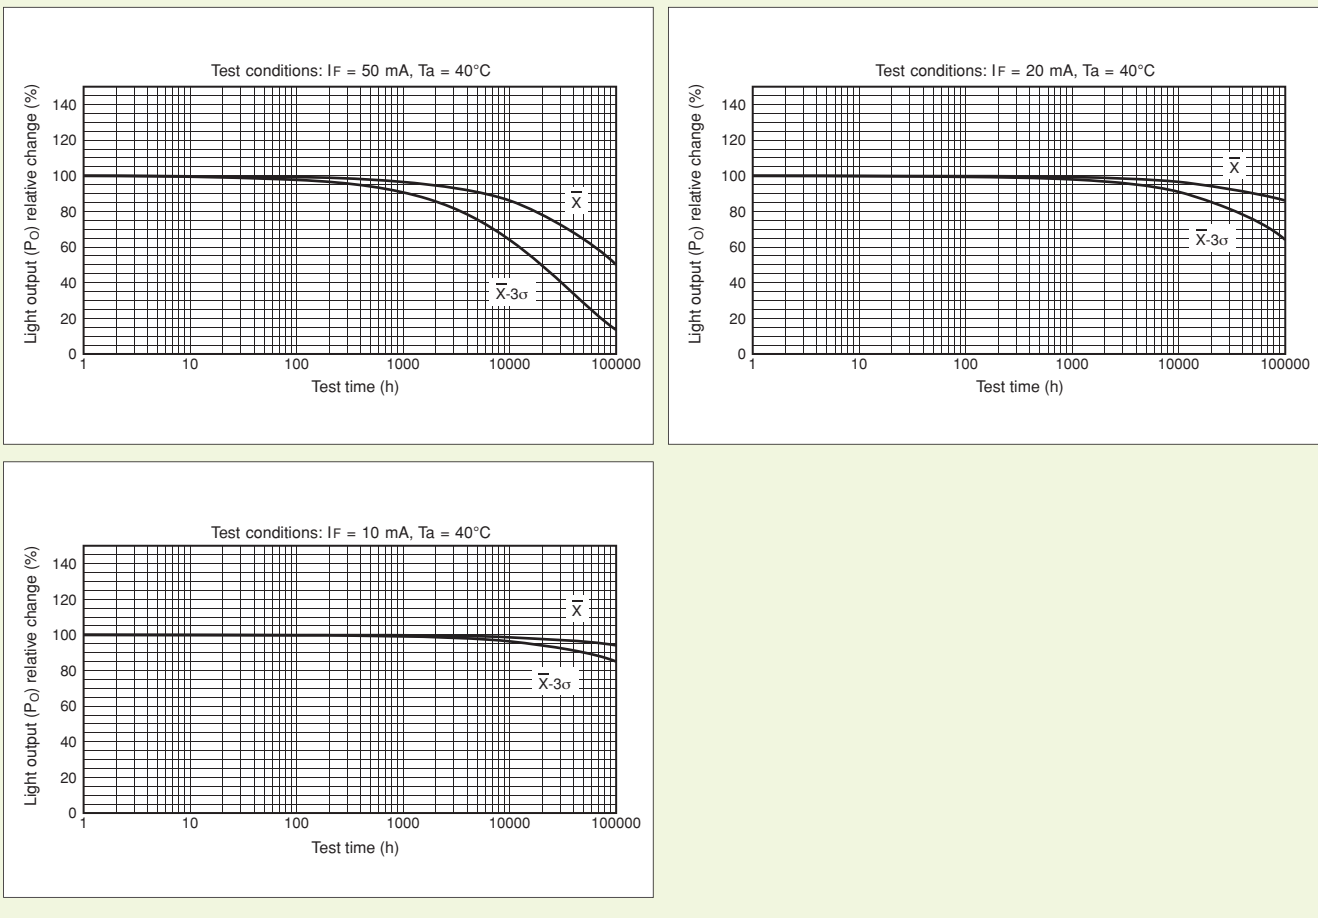 Test conditions: IF = 50 mA, Ta = 40°C
Light output (PO) relative change (%)
140
120
100
80
60
40
20
0
X̅
X̅-3σ
1 10 100 1000 10000 100000
Test time (h)
Test conditions: IF = 20 mA, Ta = 40°C
Light output (PO) relative change (%)
140
120
100
80
60
40
20
0
X̅
X̅-3σ
1 10 100 1000 10000 100000
Test time (h)
Test conditions: IF = 10 mA, Ta = 40°C
Light output (PO) relative change (%)
140
120
100
80
60
40
20
0
X̅
X̅-3σ
1 10 100 1000 10000 100000
Test time (h)